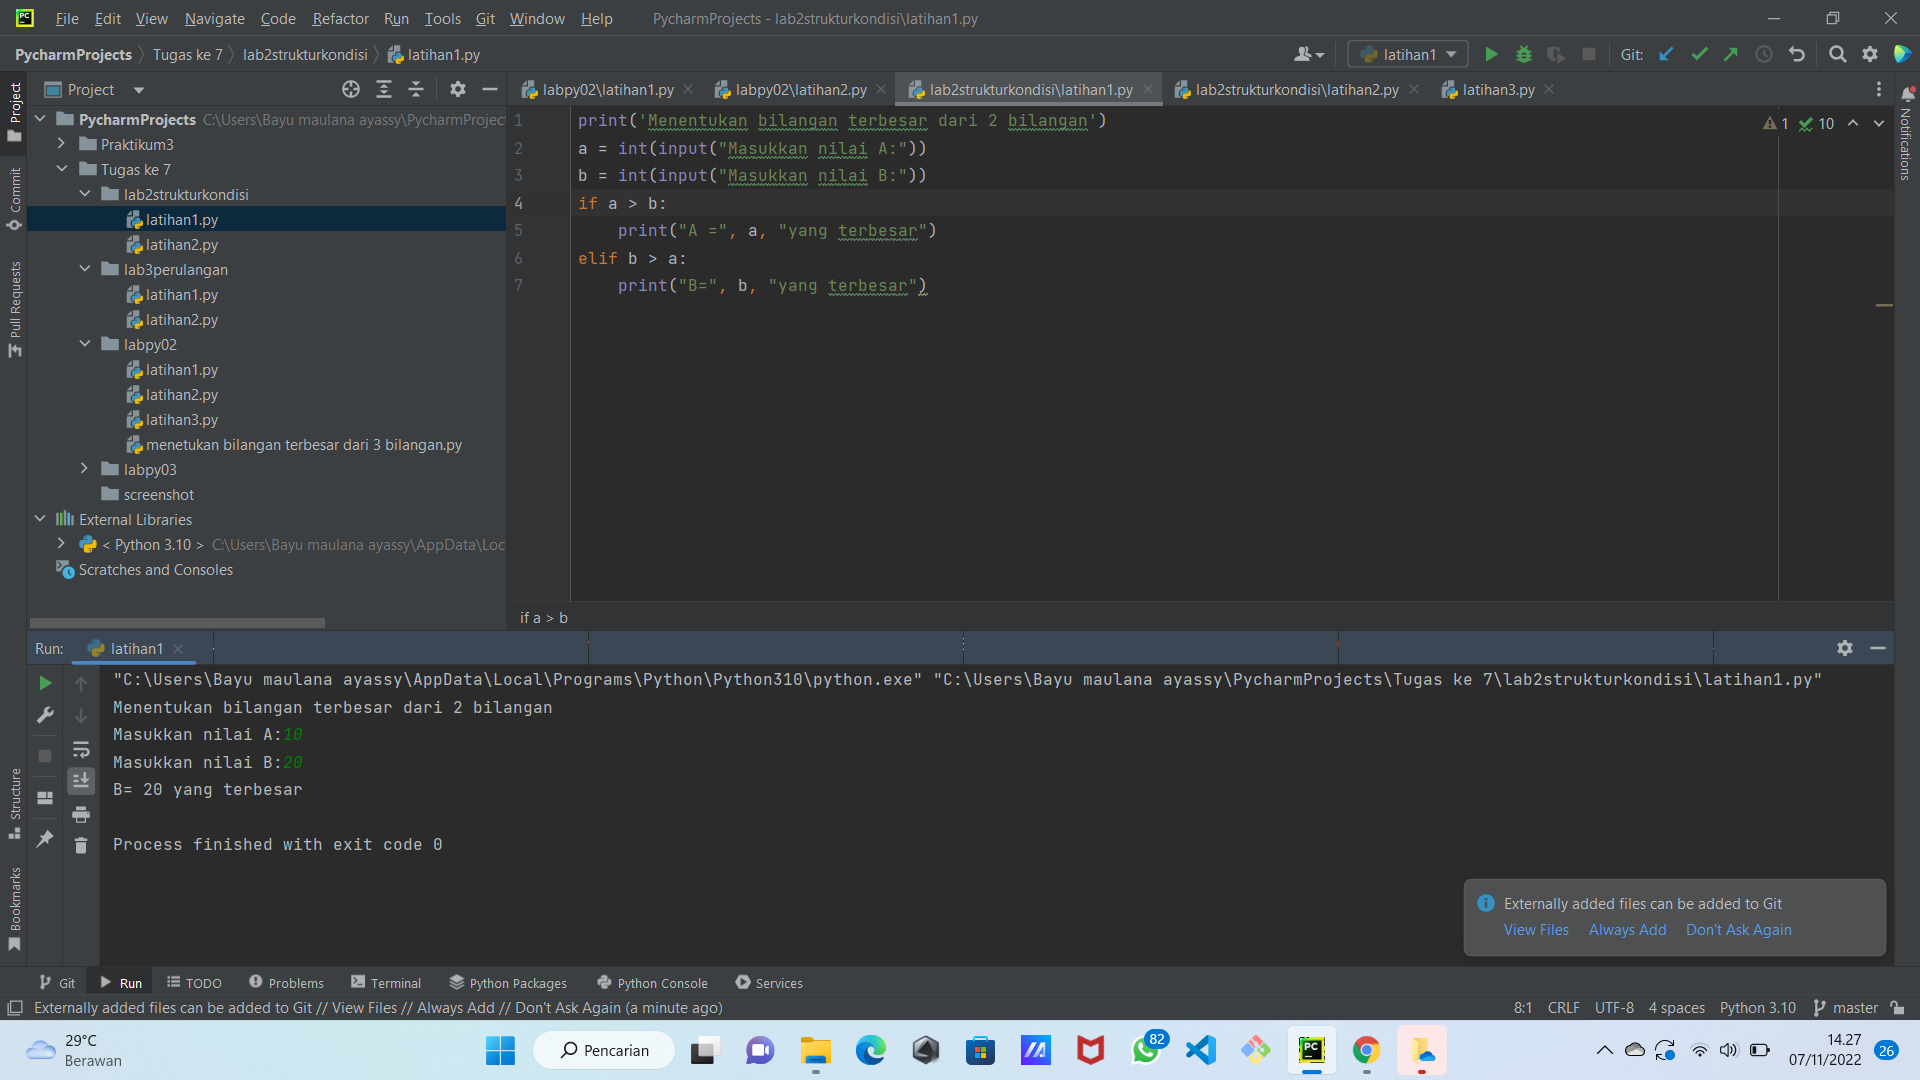 File Edit View Navigate Code Refactor Run Tools Git Window Help PycharmProjects - lab2strukturkondisi\latihan1.py
PycharmProjects Tugas ke 7 lab2strukturkondisi latihan1.py latihan1 Git:
Project labpy02\latihan1.py labpy02\latihan2.py lab2strukturkondisi\latihan1.py lab2strukturkondisi\latihan2.py latihan3.py
PycharmProjects C:\Users\Bayu maulana ayassy\PycharmProject
Praktikum3
Tugas ke 7
lab2strukturkondisi
latihan1.py
latihan2.py
lab3perulangan
latihan1.py
latihan2.py
labpy02
latihan1.py
latihan2.py
latihan3.py
menetukan bilangan terbesar dari 3 bilangan.py
labpy03
screenshot
External Libraries
< Python 3.10 > C:\Users\Bayu maulana ayassy\AppData\Loc
Scratches and Consoles
Project
Commit
Pull Requests
Structure
Bookmarks
Notifications
1 print('Menentukan bilangan terbesar dari 2 bilangan')
2 a = int(input("Masukkan nilai A:"))
3 b = int(input("Masukkan nilai B:"))
4 if a > b:
5 print("A =", a, "yang terbesar")
6 elif b > a:
7 print("B=", b, "yang terbesar")
1 10
if a > b
Run: latihan1
"C:\Users\Bayu maulana ayassy\AppData\Local\Programs\Python\Python310\python.exe" "C:\Users\Bayu maulana ayassy\PycharmProjects\Tugas ke 7\lab2strukturkondisi\latihan1.py"
Menentukan bilangan terbesar dari 2 bilangan
Masukkan nilai A:10
Masukkan nilai B:20
B= 20 yang terbesar
Process finished with exit code 0
Externally added files can be added to Git
View Files Always Add Don't Ask Again
Git Run TODO Problems Terminal Python Packages Python Console Services
Externally added files can be added to Git // View Files // Always Add // Don't Ask Again (a minute ago) 8:1 CRLF UTF-8 4 spaces Python 3.10 master
29°C
Berawan
Pencarian
PC
82
14.27
07/11/2022
26